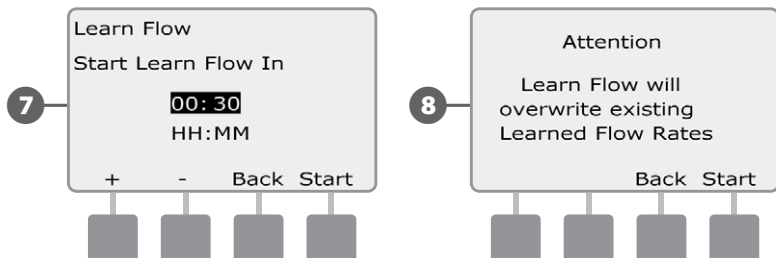 7
Learn Flow
Start Learn Flow In
00:30
HH:MM
+ - Back Start
8
Attention
Learn Flow will
overwrite existing
Learned Flow Rates
Back Start